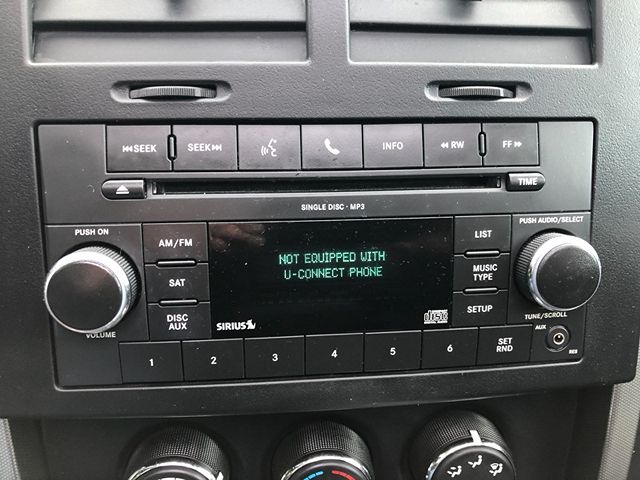 SEEK
SEEK
INFO
RW
FF
TIME
SINGLE DISC • MP3
PUSH ON
VOLUME
AM/FM
SAT
DISC
AUX
NOT EQUIPPED WITH
U-CONNECT PHONE
SIRIUS
disc
LIST
MUSIC
TYPE
SETUP
PUSH AUDIO/SELECT
TUNE/SCROLL
1
2
3
4
5
6
SET
RND
AUX
RES